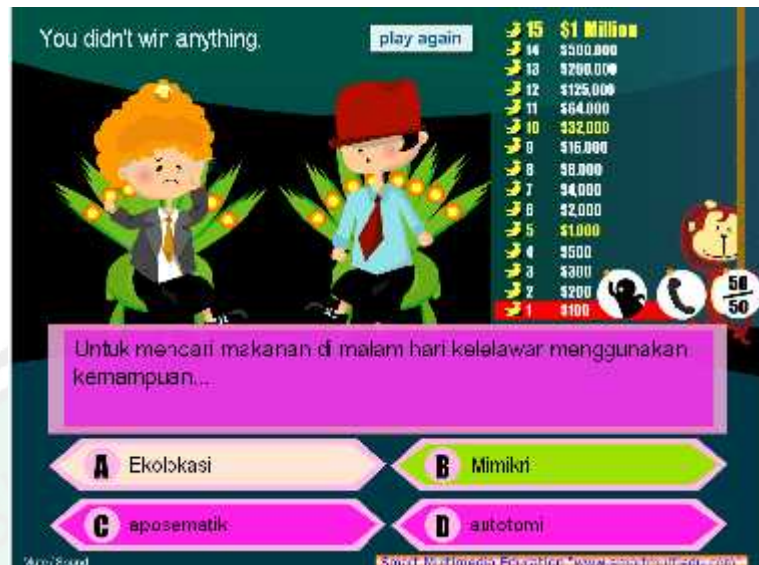 You didn't win anything.
play again
15 $1 Million
14 $500,000
13 $250,000
12 $125,000
11 $64,000
10 $32,000
9 $16,000
8 $8,000
7 $4,000
6 $2,000
5 $1,000
4 $500
3 $300
2 $200
1 $100
50
50
Untuk mencari makanan di malam hari kelelawar menggunakan
kemampuan...
A Ekolokasi
B Mimikri
C aposematik
D autotomi